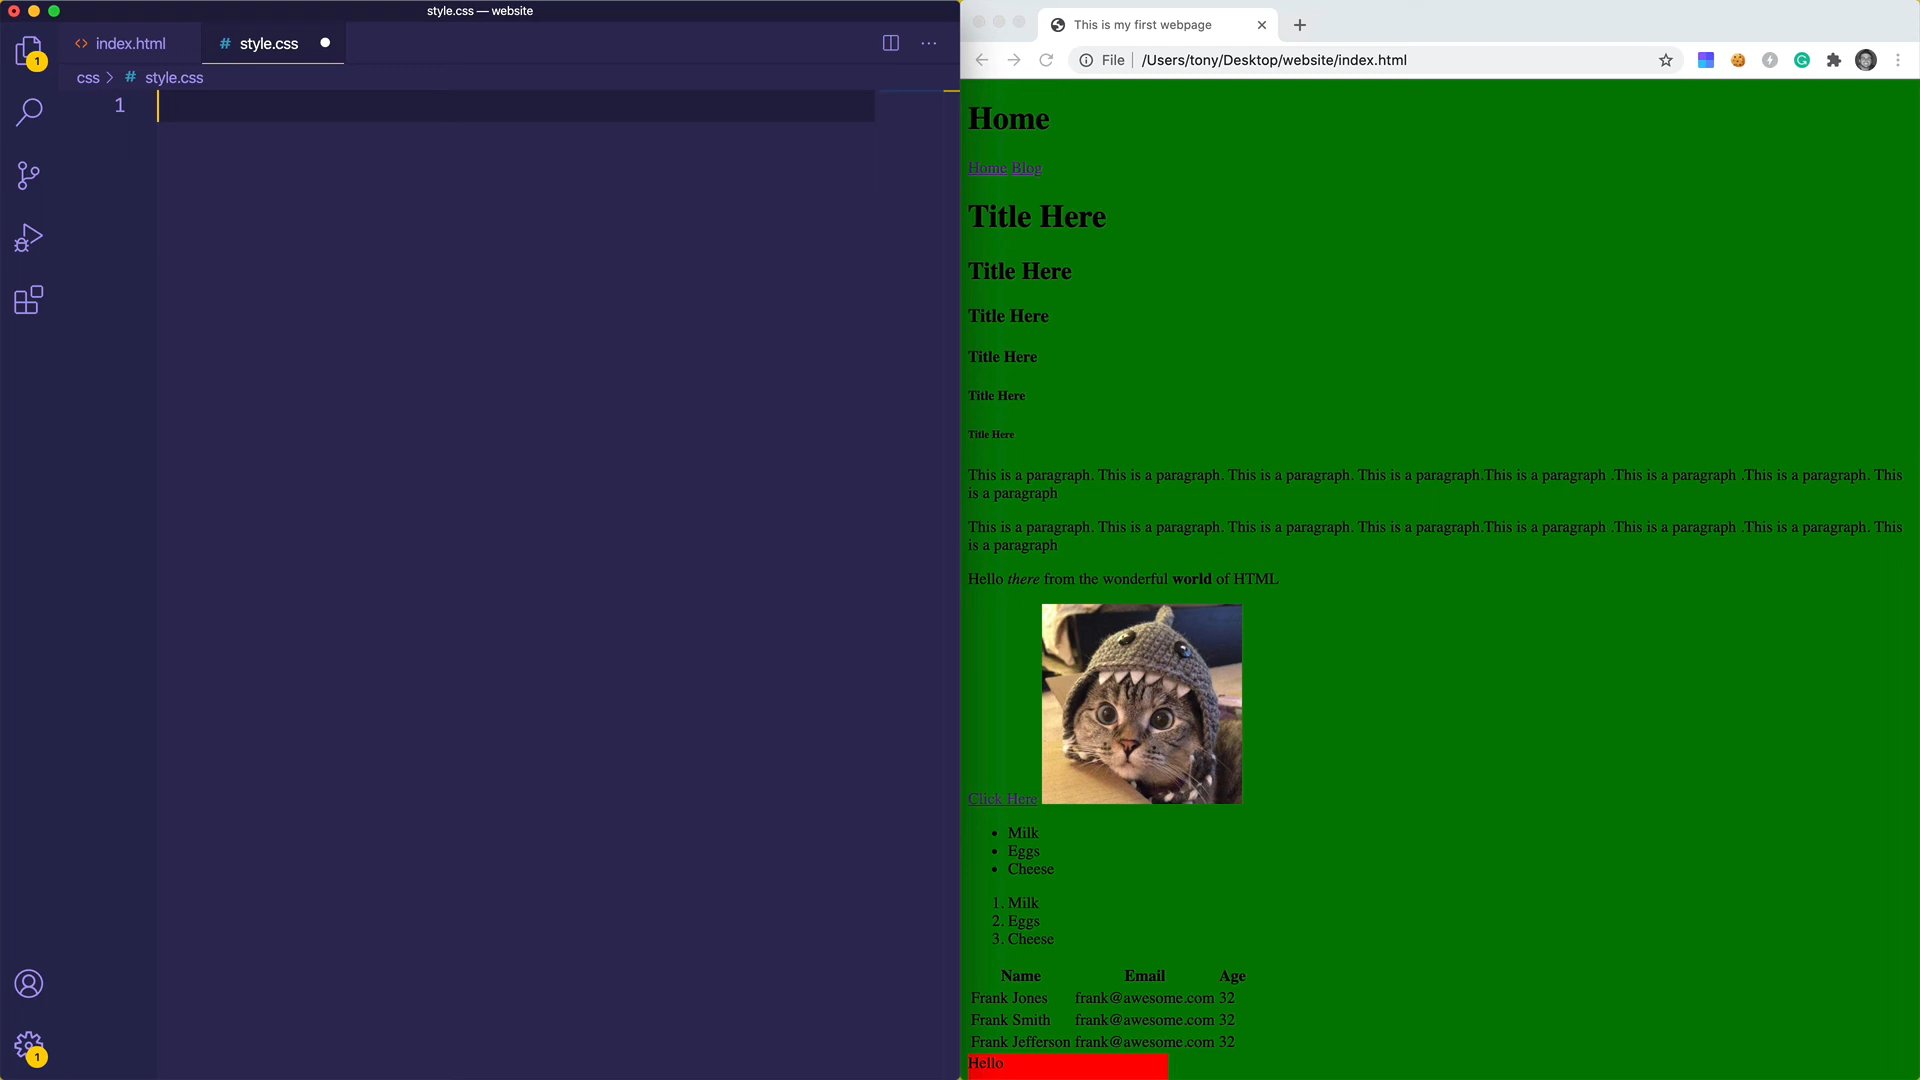 style.css — website
index.html
# style.css
css > # style.css
1
1
1
This is my first webpage
File | /Users/tony/Desktop/website/index.html
Home
Home Blog
Title Here
Title Here
Title Here
Title Here
Title Here
Title Here
This is a paragraph. This is a paragraph. This is a paragraph. This is a paragraph.This is a paragraph .This is a paragraph .This is a paragraph. This
is a paragraph
This is a paragraph. This is a paragraph. This is a paragraph. This is a paragraph.This is a paragraph .This is a paragraph .This is a paragraph. This
is a paragraph
Hello there from the wonderful world of HTML
Click Here
• Milk
• Eggs
• Cheese
1. Milk
2. Eggs
3. Cheese
Name Email Age
Frank Jones frank@awesome.com 32
Frank Smith frank@awesome.com 32
Frank Jefferson frank@awesome.com 32
Hello